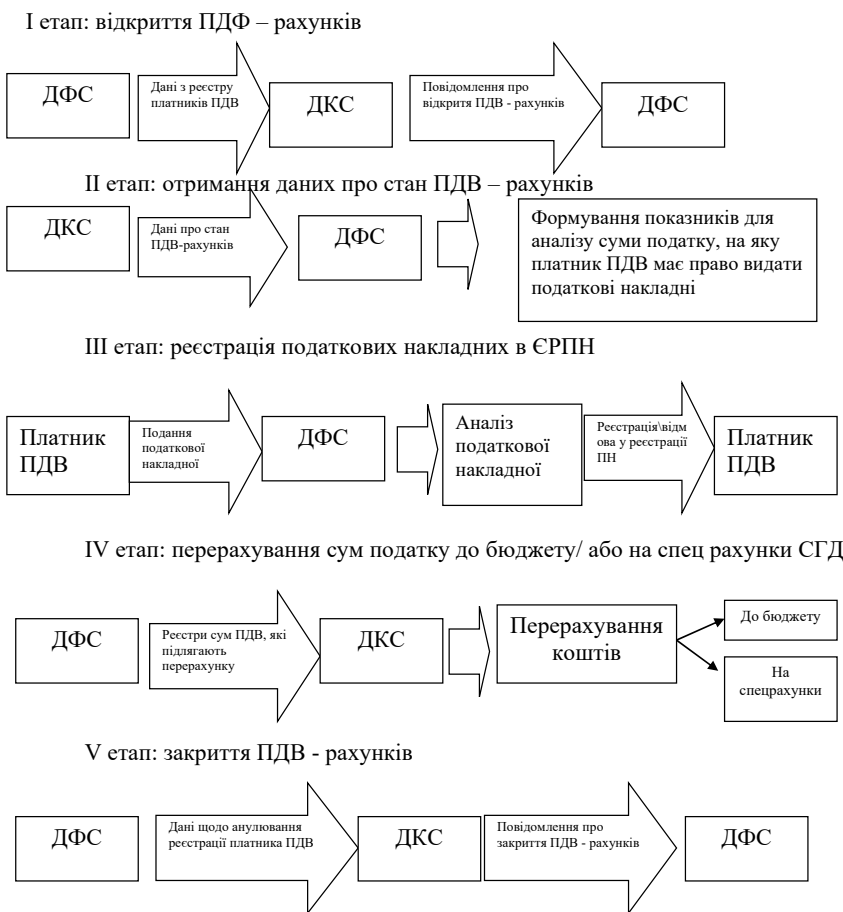 І етап: відкриття ПДФ – рахунків
ДФС
Дані з реєстру
платників ПДВ
ДКС
Повідомлення про
відкритя ПДВ - рахунків
ДФС
ІІ етап: отримання даних про стан ПДВ – рахунків
ДКС
Дані про стан
ПДВ-рахунків
ДФС
Формування показників для
аналізу суми податку, на яку
платник ПДВ має право видати
податкові накладні
ІІІ етап: реєстрація податкових накладних в ЄРПН
Платник
ПДВ
Подання
податкової
накладної
ДФС
Аналіз
податкової
накладної
Реєстрація\відм
ова у реєстрації
ПН
Платник
ПДВ
IV етап: перерахування сум податку до бюджету/ або на спец рахунки СГД
ДФС
Реєстри сум ПДВ, які
підлягають
перерахунку
ДКС
Перерахування
коштів
До бюджету
На
спецрахунки
V етап: закриття ПДВ - рахунків
ДФС
Дані щодо анулювання
реєстрації платника ПДВ
ДКС
Повідомлення про
закриття ПДВ - рахунків
ДФС